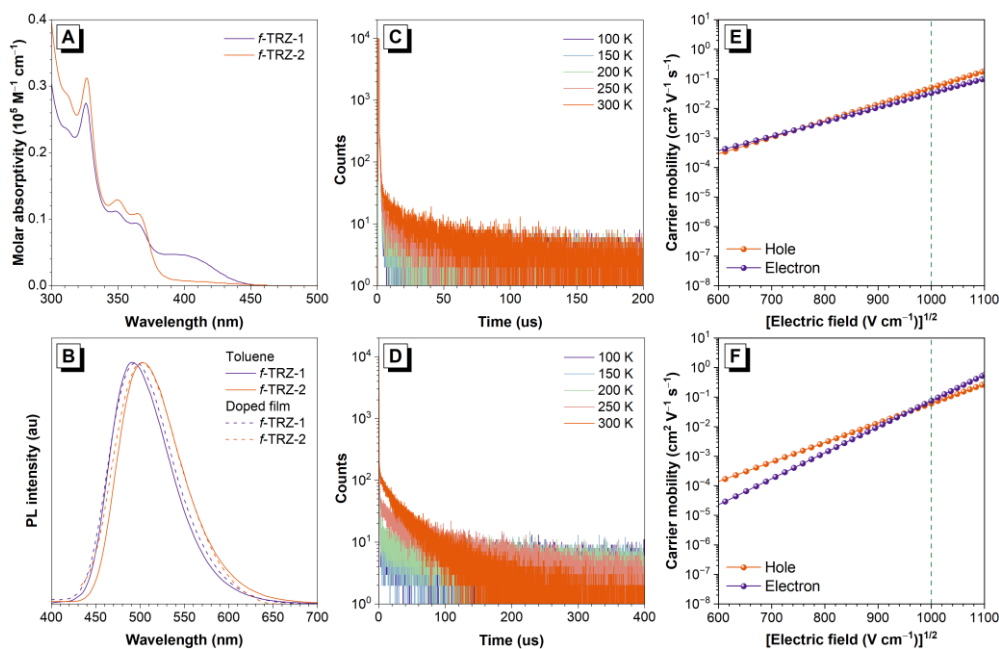 A
f-TRZ-1
f-TRZ-2
Molar absorptivity (10⁵ M⁻¹ cm⁻¹)
0.4
0.3
0.2
0.1
0.0
300 350 400 450 500
Wavelength (nm)
B
Toluene
f-TRZ-1
f-TRZ-2
Doped film
f-TRZ-1
f-TRZ-2
PL intensity (au)
400 450 500 550 600 650 700
Wavelength (nm)
C
100 K
150 K
200 K
250 K
300 K
Counts
10⁴
10³
10²
10¹
10⁰
0 50 100 150 200
Time (us)
D
100 K
150 K
200 K
250 K
300 K
Counts
10⁴
10³
10²
10¹
10⁰
0 50 100 150 200 250 300 350 400
Time (us)
E
Carrier mobility (cm² V⁻¹ s⁻¹)
10¹
10⁰
10⁻¹
10⁻²
10⁻³
10⁻⁴
10⁻⁵
10⁻⁶
10⁻⁷
10⁻⁸
Hole
Electron
600 700 800 900 1000 1100
[Electric field (V cm⁻¹)]¹/²
F
Carrier mobility (cm² V⁻¹ s⁻¹)
10¹
10⁰
10⁻¹
10⁻²
10⁻³
10⁻⁴
10⁻⁵
10⁻⁶
10⁻⁷
10⁻⁸
Hole
Electron
600 700 800 900 1000 1100
[Electric field (V cm⁻¹)]¹/²